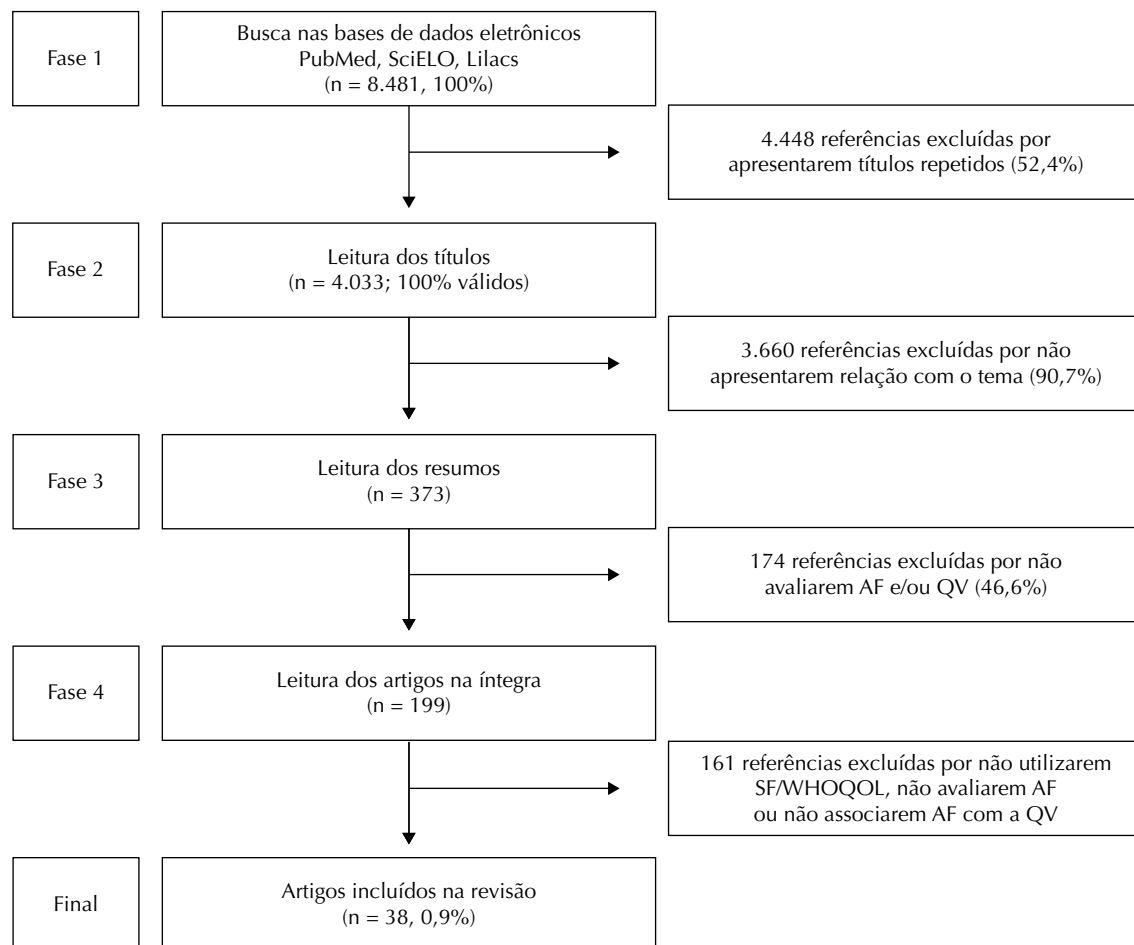 Fase 1
Busca nas bases de dados eletrônicos
PubMed, SciELO, Lilacs
(n = 8.481, 100%)
4.448 referências excluídas por
apresentarem títulos repetidos (52,4%)
Fase 2
Leitura dos títulos
(n = 4.033; 100% válidos)
3.660 referências excluídas por não
apresentarem relação com o tema (90,7%)
Fase 3
Leitura dos resumos
(n = 373)
174 referências excluídas por não
avaliarem AF e/ou QV (46,6%)
Fase 4
Leitura dos artigos na íntegra
(n = 199)
161 referências excluídas por não utilizarem
SF/WHOQOL, não avaliarem AF
ou não associarem AF com a QV
Final
Artigos incluídos na revisão
(n = 38, 0,9%)